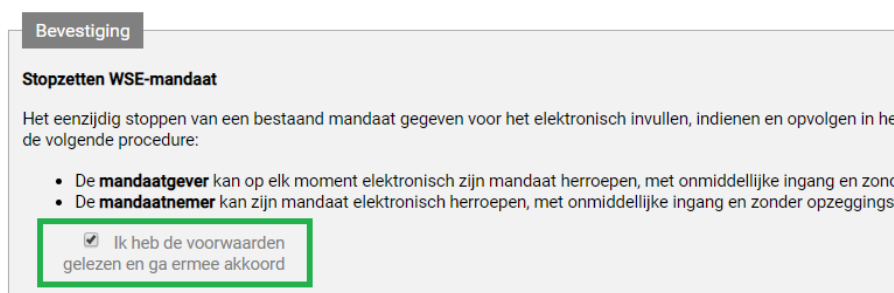 Bevestiging
Stopzetten WSE-mandaat
Het eenzijdig stoppen van een bestaand mandaat gegeven voor het elektronisch invullen, indienen en opvolgen in
de volgende procedure:
• De mandaatgever kan op elk moment elektronisch zijn mandaat herroepen, met onmiddellijke ingang en
• De mandaatnemer kan zijn mandaat elektronisch herroepen, met onmiddellijke ingang en zonder
Ik heb de voorwaarden
gelezen en ga ermee akkoord